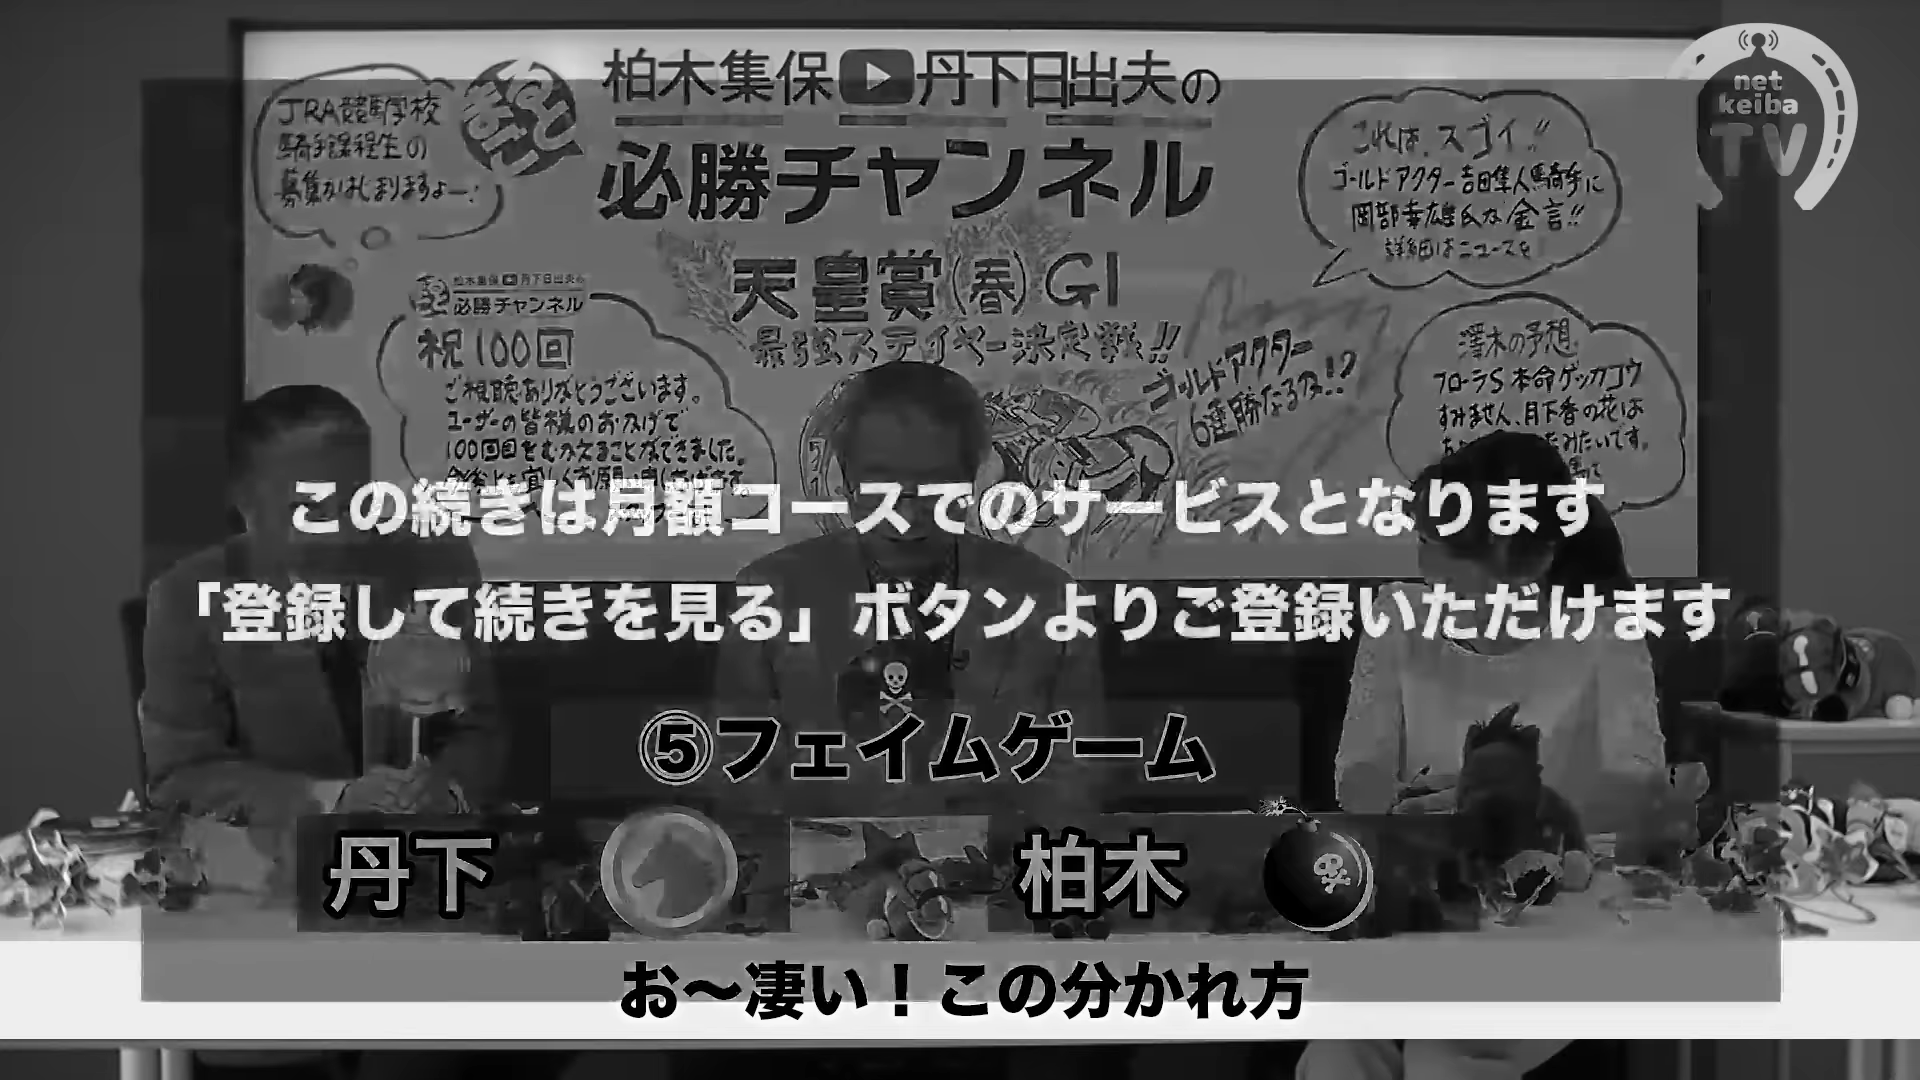 柏木集保 丹下日出夫の
必勝チャンネル
net
keiba
TV
JRA競馬学校
騎手課程生の
募集がはじまりますよー!
これは、スゴイ!!
ゴールドアクター吉田隼人騎手に
岡部幸雄氏が金言!!
詳細はニュースを
天皇賞(春)GI
最強ステイヤー決定戦!!
ゴールドアクター
6連勝なるか!?
柏木集保 丹下日出夫の
必勝チャンネル
祝100回
ご視聴ありがとうございます。
ユーザーの皆様のおかげで
100回目をむかえることができました。
澤木の予想
フローラS本命ゲッカコウ
すみません、月下香の花は
みたいです。
この続きは月額コースでのサービスとなります
「登録して続きを見る」ボタンよりご登録いただけます
⑤フェイムゲーム
丹下
柏木
お〜凄い!この分かれ方